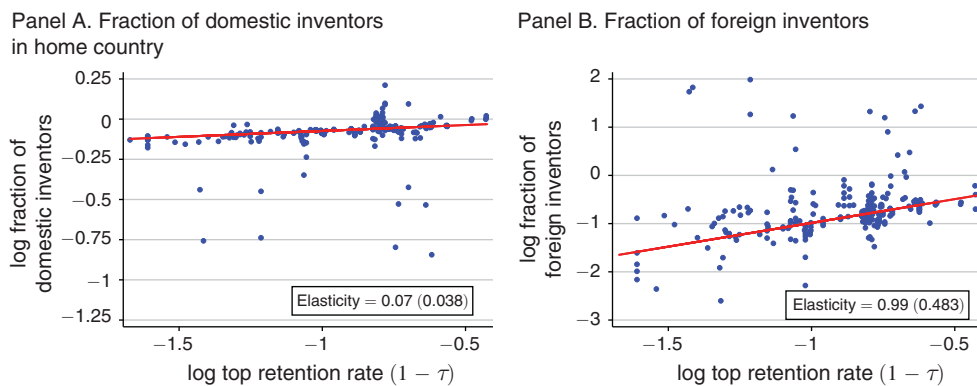 Panel A. Fraction of domestic inventors
in home country
log fraction of
domestic inventors
0.25
0
−0.25
−0.5
−0.75
−1
−1.25
Elasticity = 0.07 (0.038)
−1.5
−1
−0.5
log top retention rate (1 − τ)
Panel B. Fraction of foreign inventors
log fraction of
foreign inventors
2
1
0
−1
−2
−3
Elasticity = 0.99 (0.483)
−1.5
−1
−0.5
log top retention rate (1 − τ)